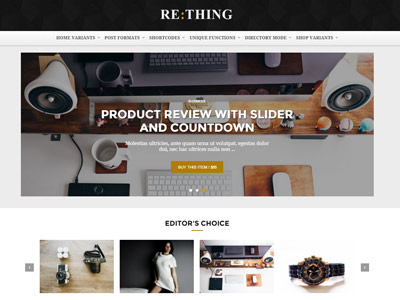 RE:THING
HOME VARIANTS POST FORMATS SHORTCODES UNIQUE FUNCTIONS DIRECTORY MODE SHOP VARIANTS
BUSINESS
PRODUCT REVIEW WITH SLIDER
AND COUNTDOWN
Molestias ultricies, ante quam urna ut volutpat, egestas dolor
dui, nec hac ultrices nulla non ...
BUY THIS ITEM / $15
EDITOR'S CHOICE